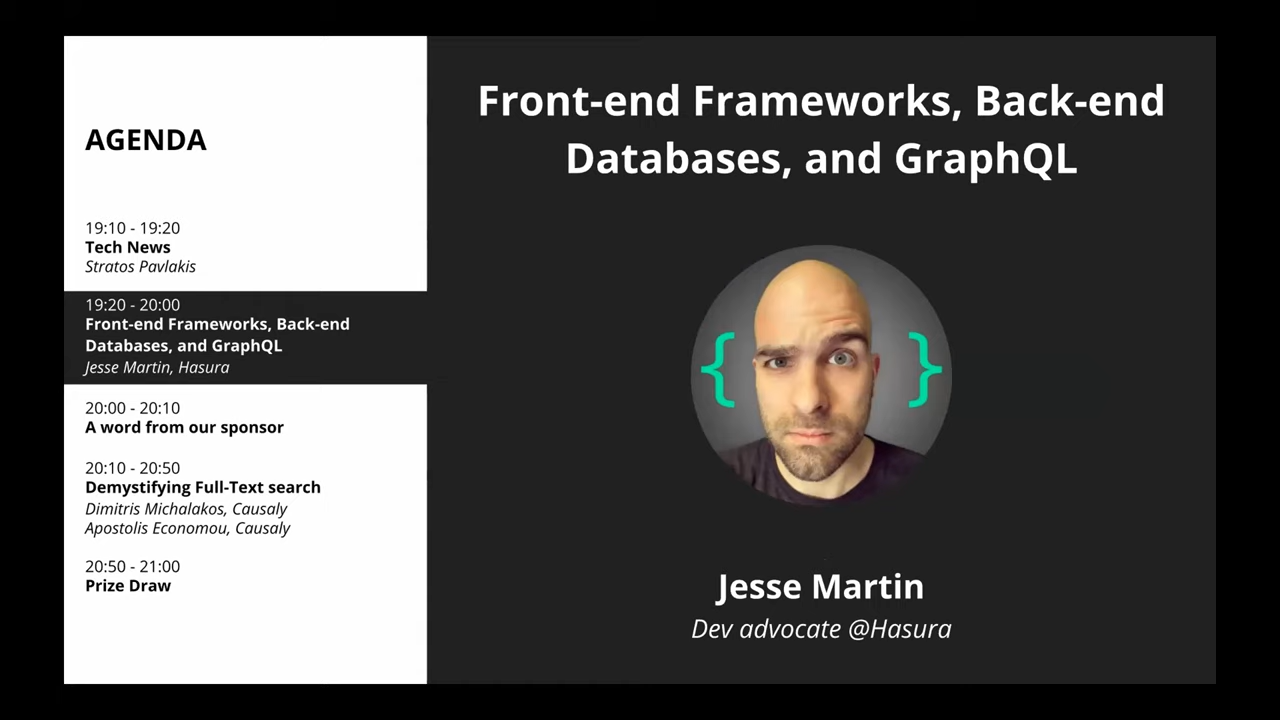 AGENDA
19:10 - 19:20
Tech News
Stratos Pavlakis
19:20 - 20:00
Front-end Frameworks, Back-end
Databases, and GraphQL
Jesse Martin, Hasura
20:00 - 20:10
A word from our sponsor
20:10 - 20:50
Demystifying Full-Text search
Dimitris Michalakos, Causaly
Apostolis Economou, Causaly
20:50 - 21:00
Prize Draw
Front-end Frameworks, Back-end
Databases, and GraphQL
{ }
Jesse Martin
Dev advocate @Hasura